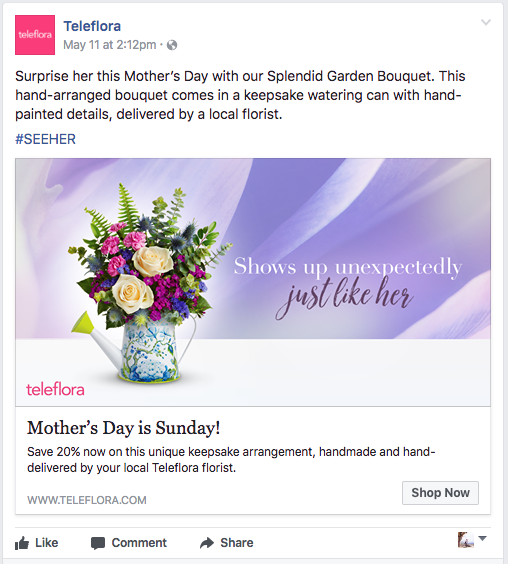 teleflora
Teleflora
May 11 at 2:12pm ·
Surprise her this Mother's Day with our Splendid Garden Bouquet. This
hand-arranged bouquet comes in a keepsake watering can with hand-
painted details, delivered by a local florist.
#SEEHER
Shows up unexpectedly
just like her
teleflora
Mother's Day is Sunday!
Save 20% now on this unique keepsake arrangement, handmade and hand-
delivered by your local Teleflora florist.
WWW.TELEFLORA.COM
Shop Now
Like Comment Share